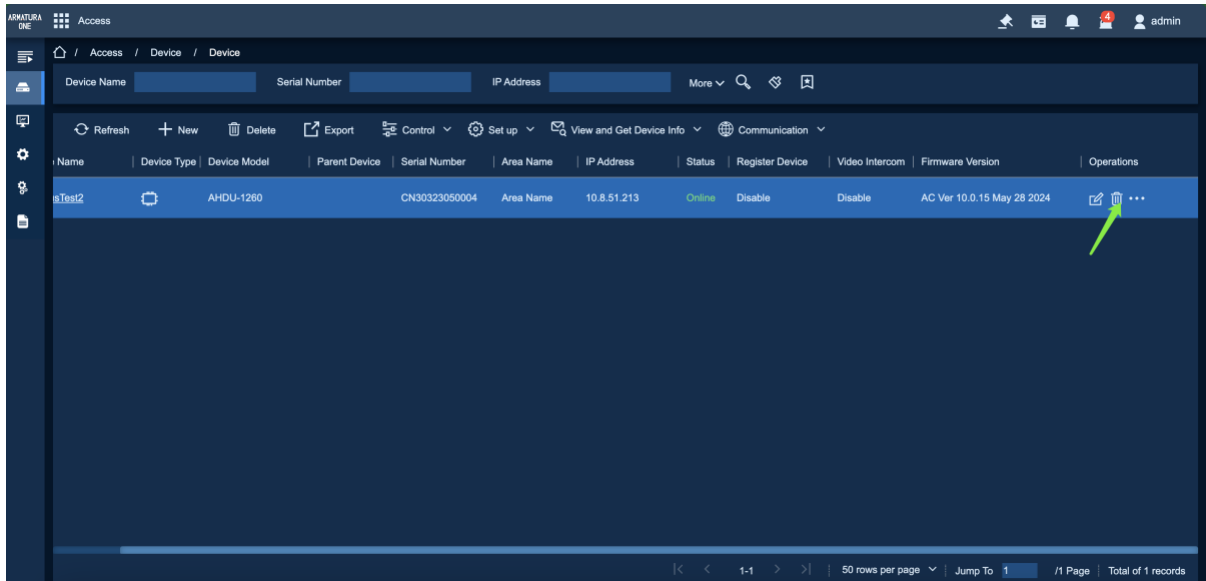 ARMATURA
ONE
Access
4
admin
/ Access / Device / Device
Device Name
Serial Number
IP Address
More
Refresh
New
Delete
Export
Control
Set up
View and Get Device Info
Communication
Name
Device Type
Device Model
Parent Device
Serial Number
Area Name
IP Address
Status
Register Device
Video Intercom
Firmware Version
Operations
sTest2
AHDU-1260
CN30323050004
Area Name
10.8.51.213
Online
Disable
Disable
AC Ver 10.0.15 May 28 2024
1-1
50 rows per page
Jump To
1
/1 Page
Total of 1 records